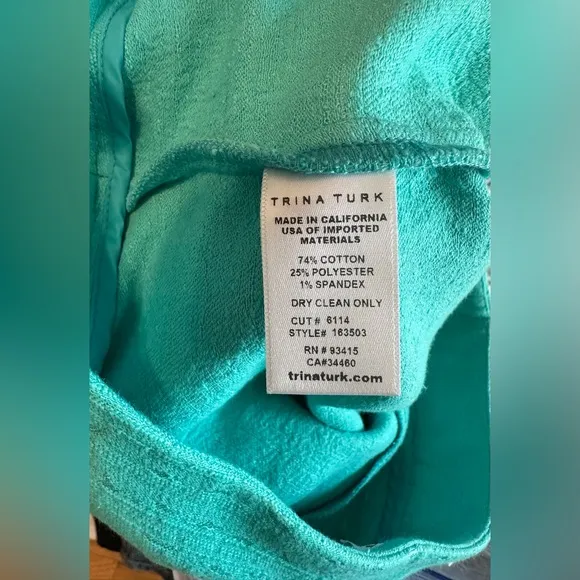 TRINA TURK
MADE IN CALIFORNIA
USA OF IMPORTED
MATERIALS
74% COTTON
25% POLYESTER
1% SPANDEX
DRY CLEAN ONLY
CUT# 6114
STYLE# 163503
RN # 93415
CA#34460
trinaturk.com